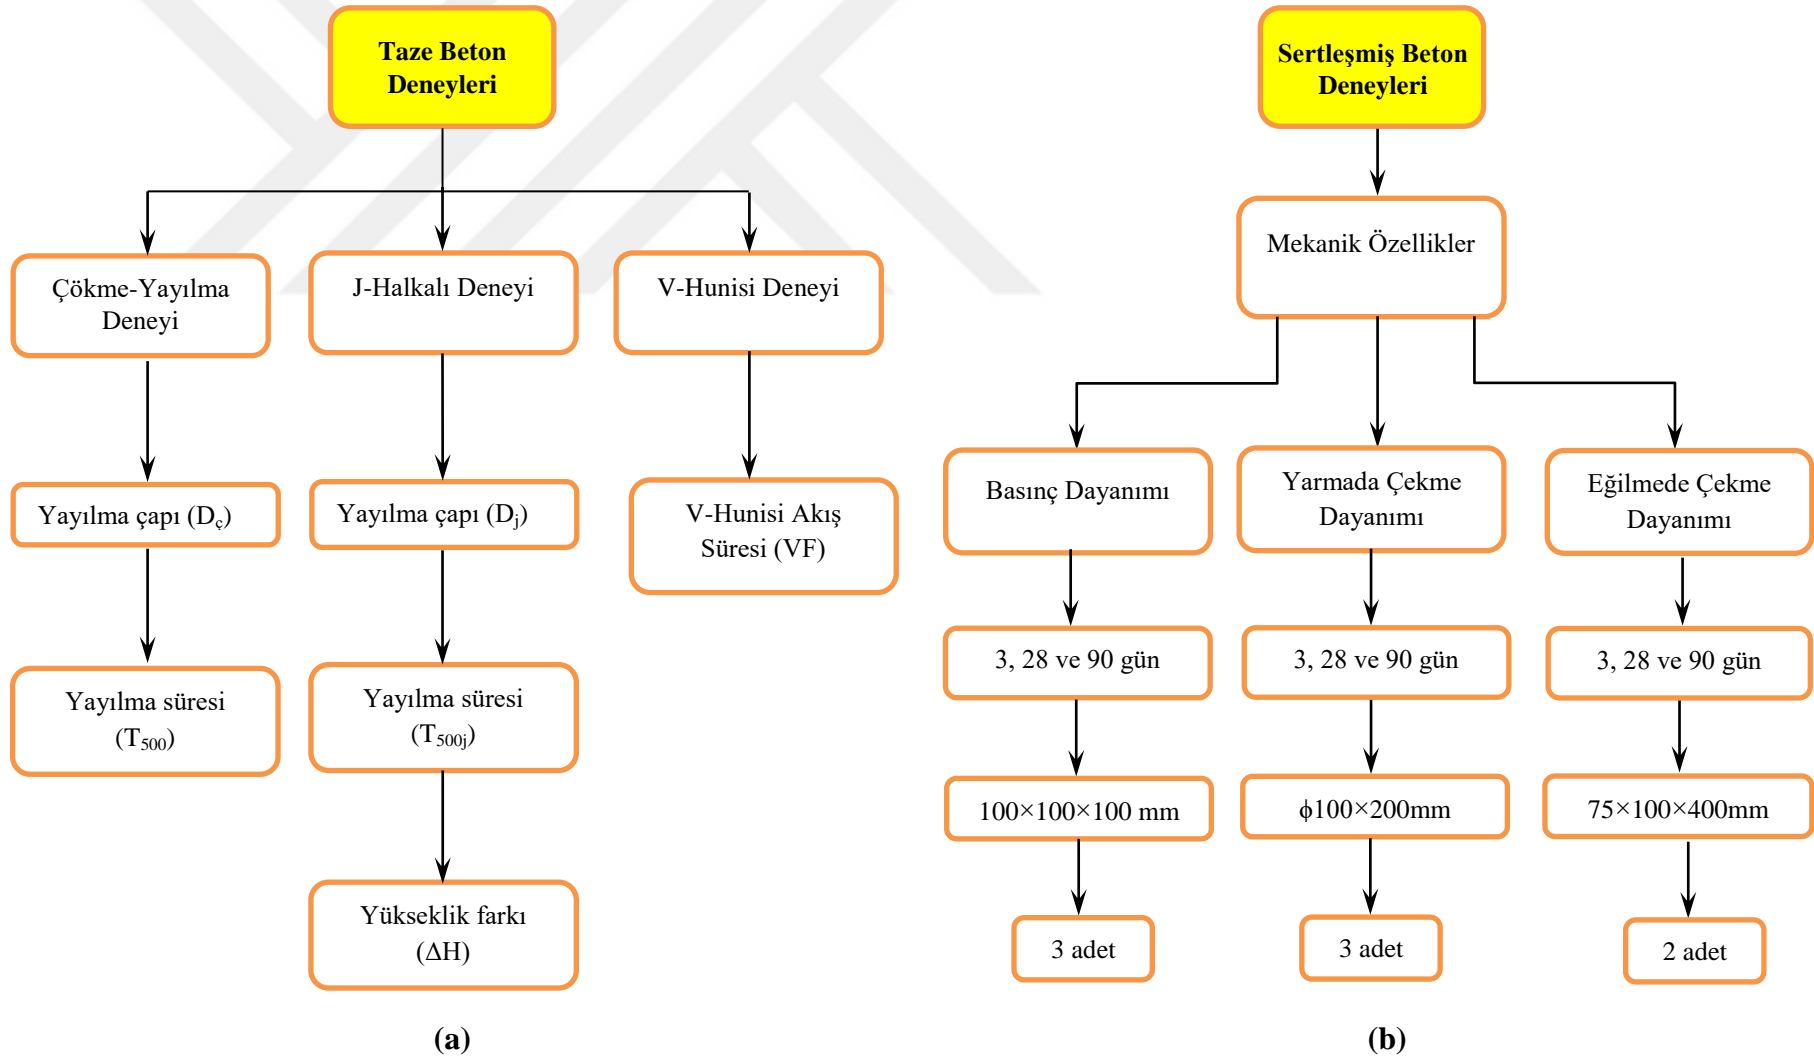 Taze Beton
Deneyleri
Çökme-Yayılma
Deneyi
J-Halkalı Deneyi
V-Hunisi Deneyi
Yayılma çapı (Dç)
Yayılma çapı (Dj)
V-Hunisi Akış
Süresi (VF)
Yayılma süresi
(T500)
Yayılma süresi
(T500j)
Yükseklik farkı
(ΔH)
(a)
Sertleşmiş Beton
Deneyleri
Mekanik Özellikler
Basınç Dayanımı
Yarmada Çekme
Dayanımı
Eğilmede Çekme
Dayanımı
3, 28 ve 90 gün
3, 28 ve 90 gün
3, 28 ve 90 gün
100×100×100 mm
ϕ100×200mm
75×100×400mm
3 adet
3 adet
2 adet
(b)